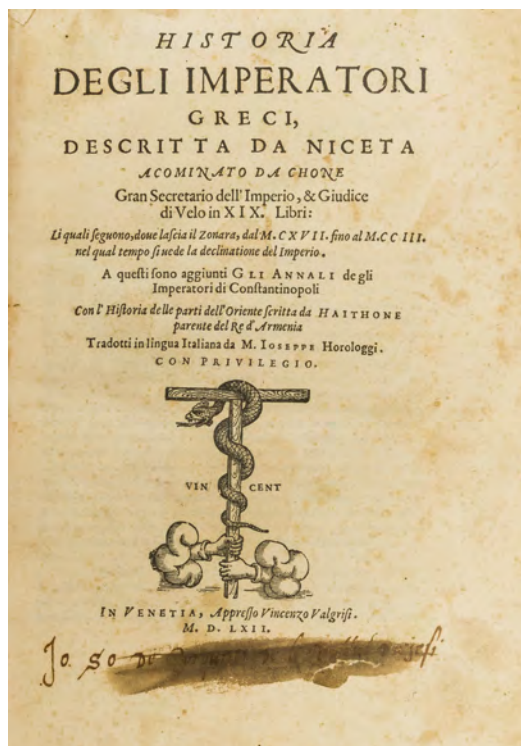 HISTORIA
DEGLI IMPERATORI
GRECI,
DESCRITTA DA NICETA
ACOMINATO DA CHONE
Gran Secretario dell'Imperio, & Giudice
di Velo in XIX. Libri:
Li quali seguono, doue lascia il Zonara, dal M.CXVII. fino al M.CCIII.
nel qual tempo si uede la declinatione del Imperio.
A questi sono aggiunti GLI ANNALI degli
Imperatori di Constantinopoli
Con l'Historia delle parti dell'Oriente scritta da HAITHONE
parente del Re d'Armenia
Tradotti in lingua Italiana da M. IOSEPPE Horologgi.
CON PRIVILEGIO.
VIN CENT
IN VENETIA, Appresso Vincenzo Valgrisi.
M. D. LXII.
Jo. So do